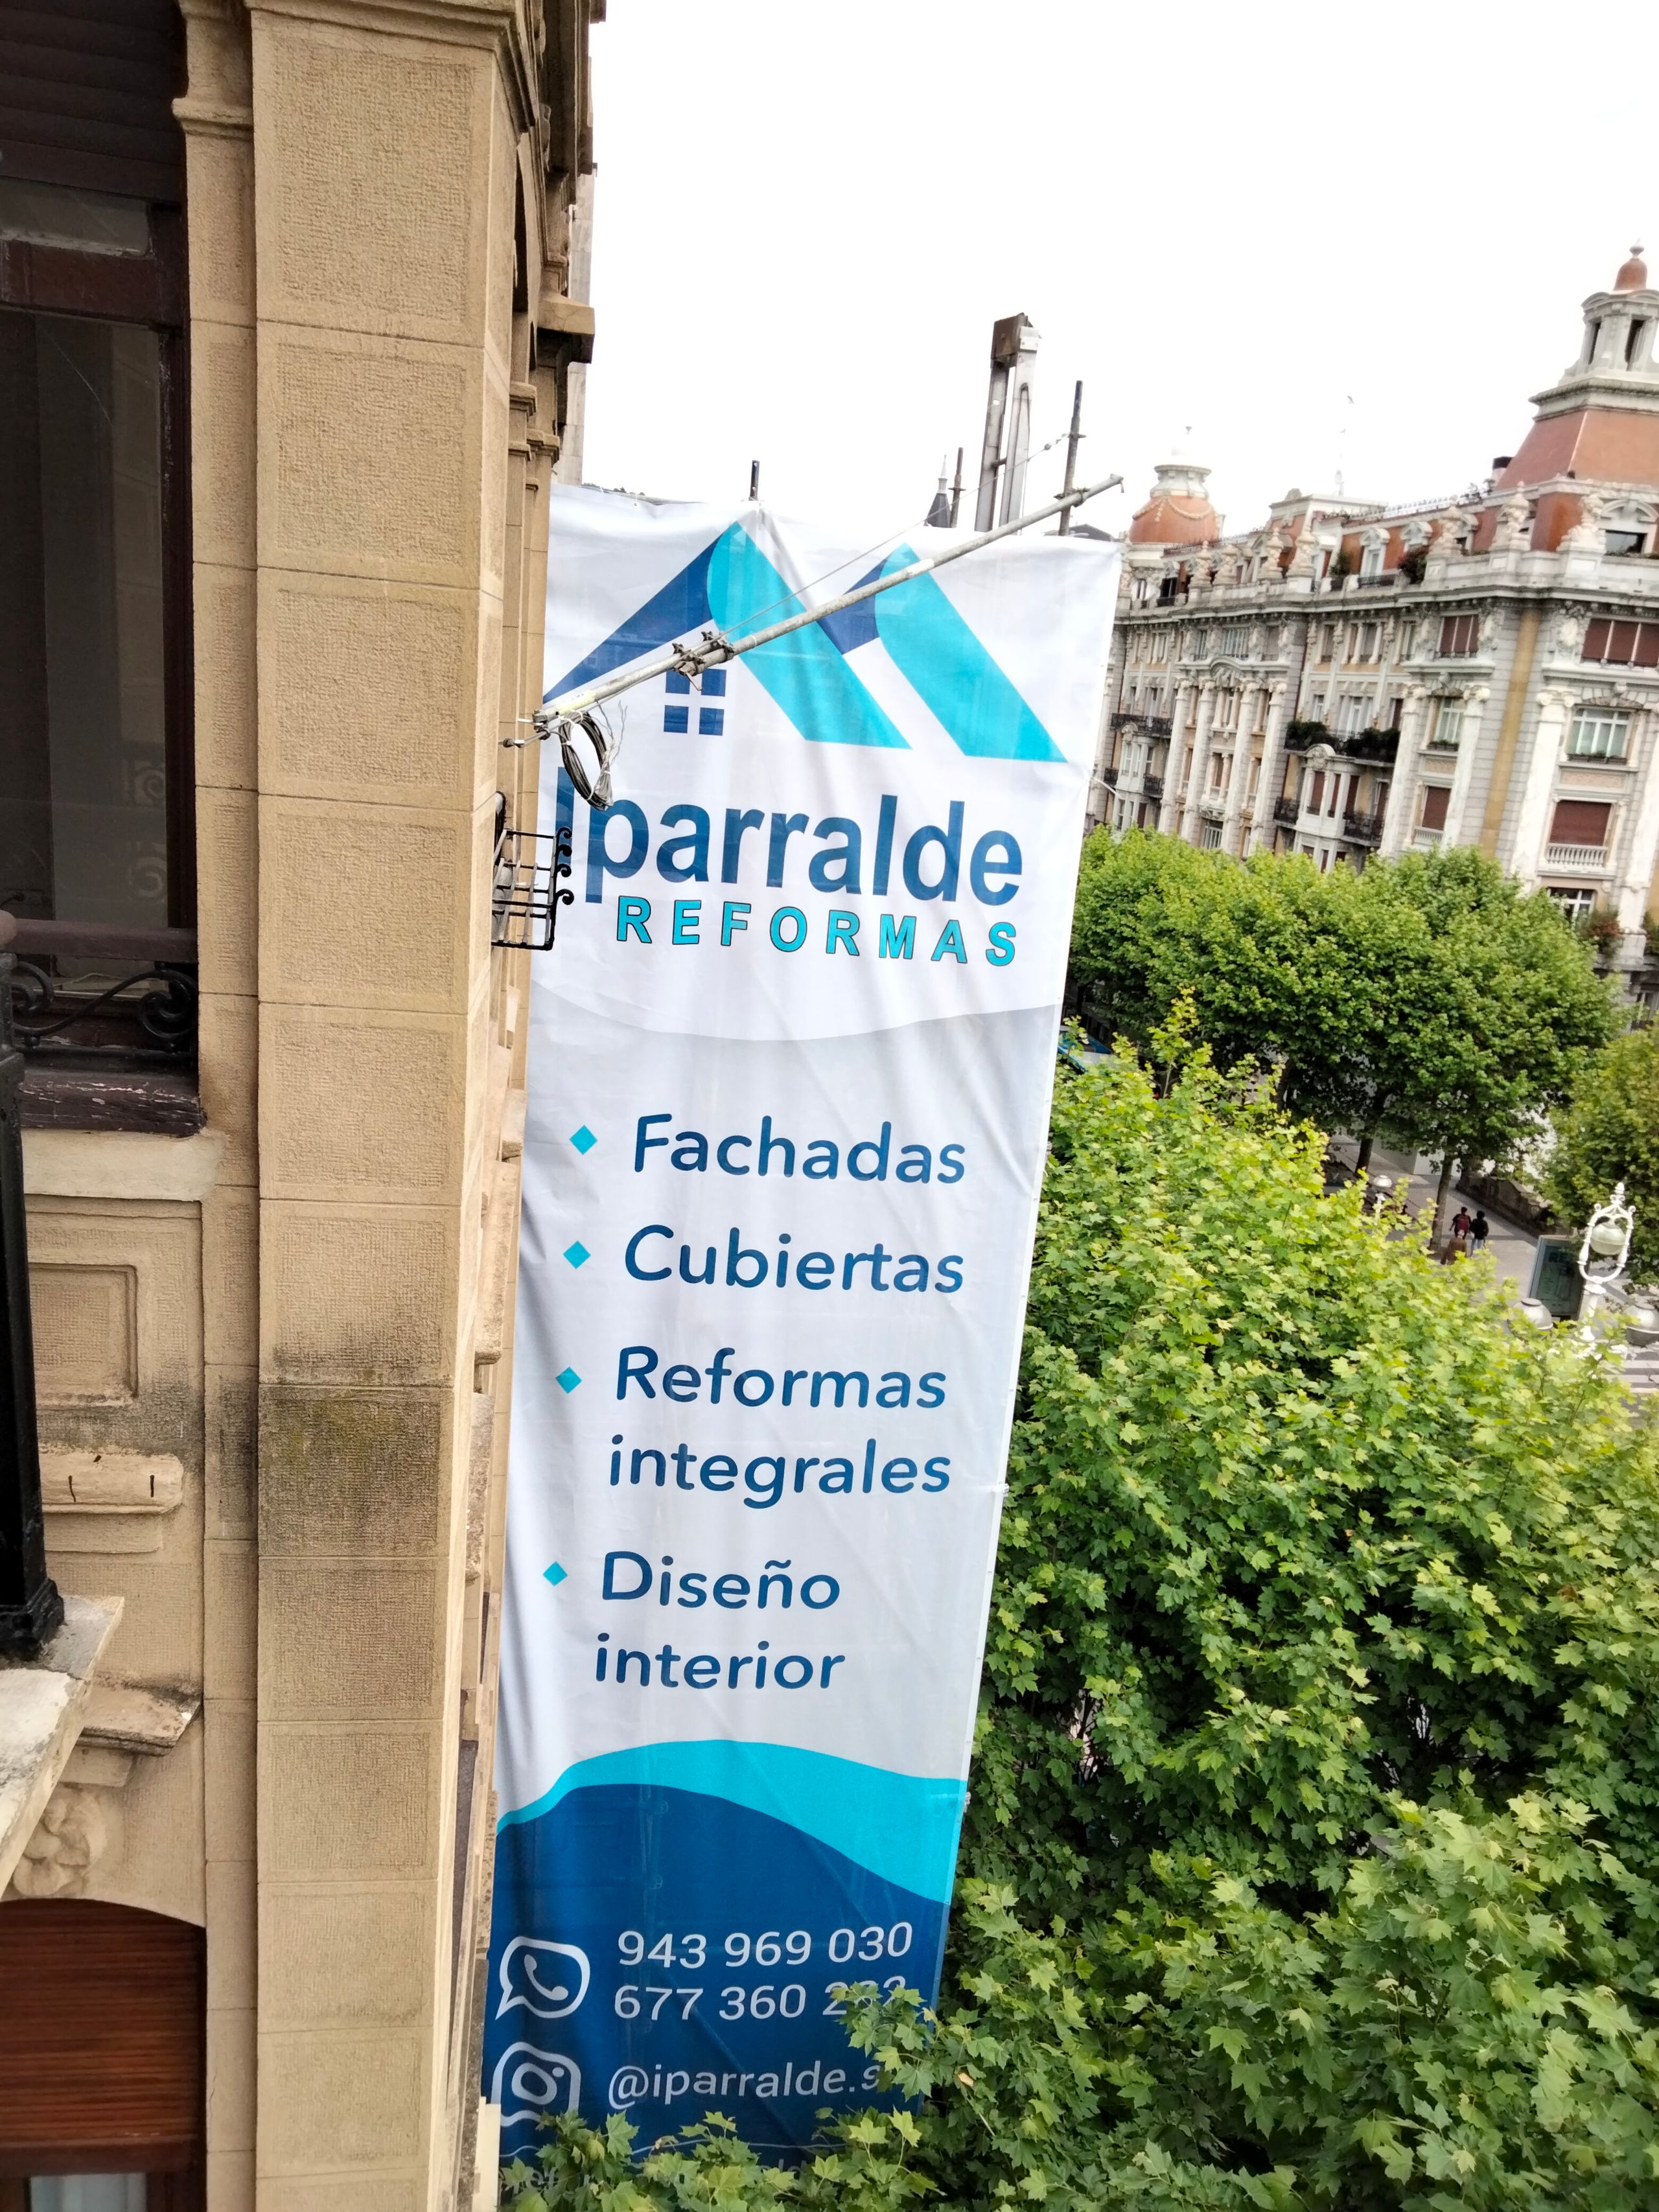 Iparralde
REFORMAS
Fachadas
Cubiertas
Reformas
integrales
Diseño
interior
943 969 030
677 360